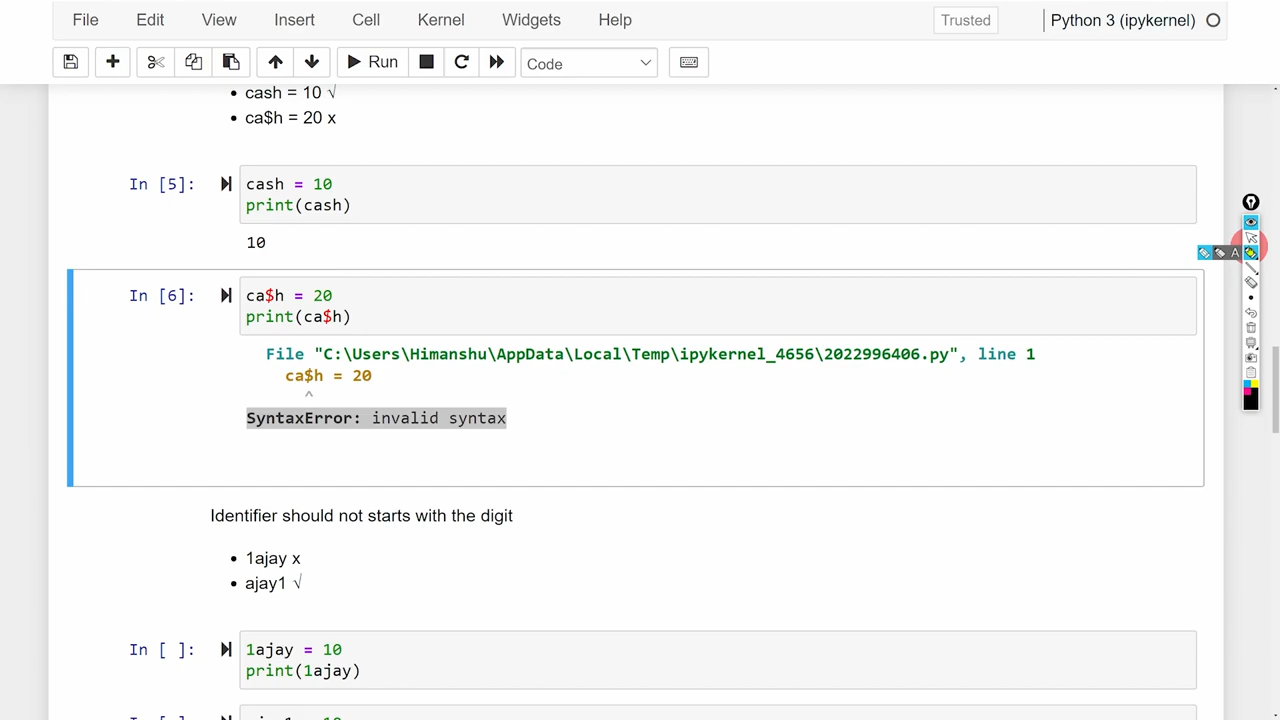 File Edit View Insert Cell Kernel Widgets Help Trusted Python 3 (ipykernel)
Run Code
• cash = 10 √
• ca$h = 20 x
In [5]: cash = 10
print(cash)
10
In [6]: ca$h = 20
print(ca$h)
File "C:\Users\Himanshu\AppData\Local\Temp\ipykernel_4656\2022996406.py", line 1
ca$h = 20
^
SyntaxError: invalid syntax
Identifier should not starts with the digit
• 1ajay x
• ajay1 √
In [ ]: 1ajay = 10
print(1ajay)